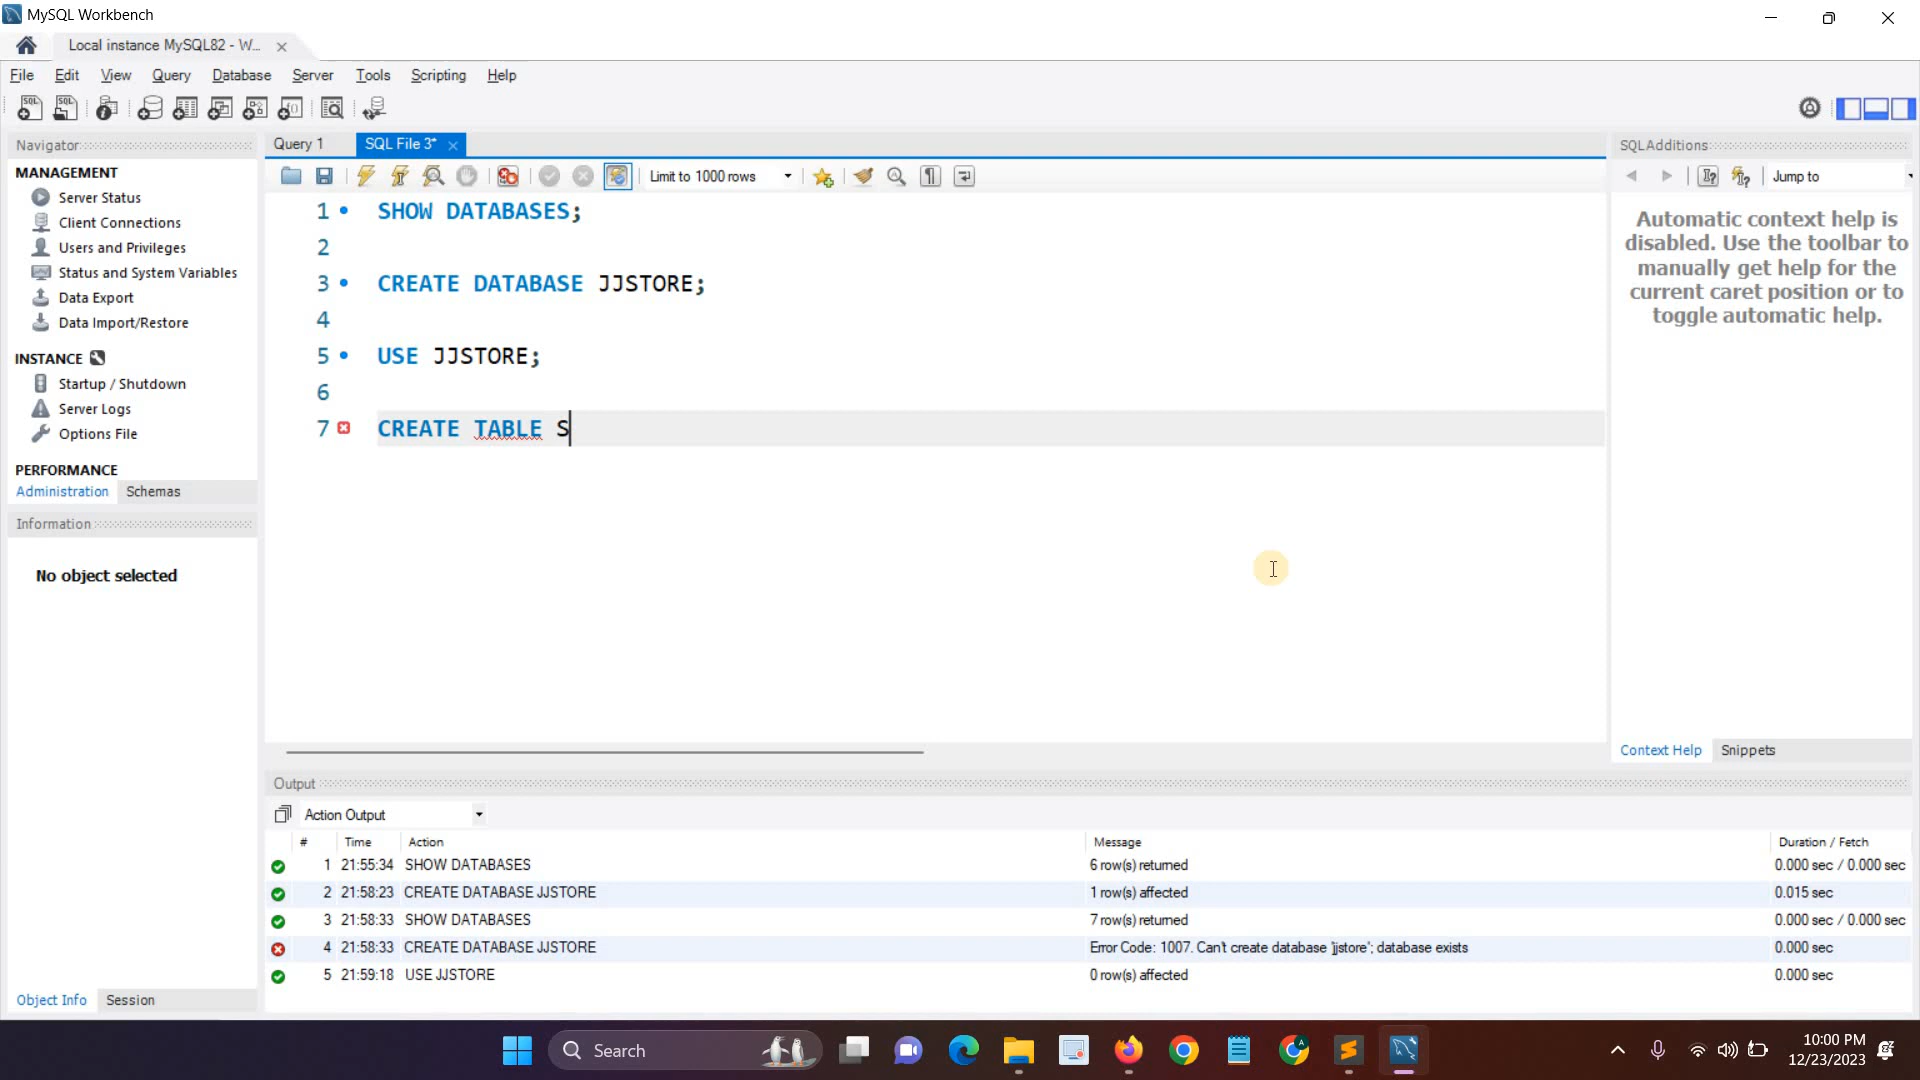 MySQL Workbench
Local instance MySQL82 - W...
File Edit View Query Database Server Tools Scripting Help
Navigator
MANAGEMENT
Server Status
Client Connections
Users and Privileges
Status and System Variables
Data Export
Data Import/Restore
INSTANCE
Startup / Shutdown
Server Logs
Options File
PERFORMANCE
Administration Schemas
Information
No object selected
Object Info Session
Query 1 SQL File 3*
Limit to 1000 rows
1 SHOW DATABASES;
2
3 CREATE DATABASE JJSTORE;
4
5 USE JJSTORE;
6
7 CREATE TABLE S
SQLAdditions
Jump to
Automatic context help is
disabled. Use the toolbar to
manually get help for the
current caret position or to
toggle automatic help.
Context Help Snippets
Output
Action Output
# Time Action Message Duration / Fetch
1 21:55:34 SHOW DATABASES 6 row(s) returned 0.000 sec / 0.000 sec
2 21:58:23 CREATE DATABASE JJSTORE 1 row(s) affected 0.015 sec
3 21:58:33 SHOW DATABASES 7 row(s) returned 0.000 sec / 0.000 sec
4 21:58:33 CREATE DATABASE JJSTORE Error Code: 1007. Can't create database 'jjstore'; database exists 0.000 sec
5 21:59:18 USE JJSTORE 0 row(s) affected 0.000 sec
Search
10:00 PM
12/23/2023